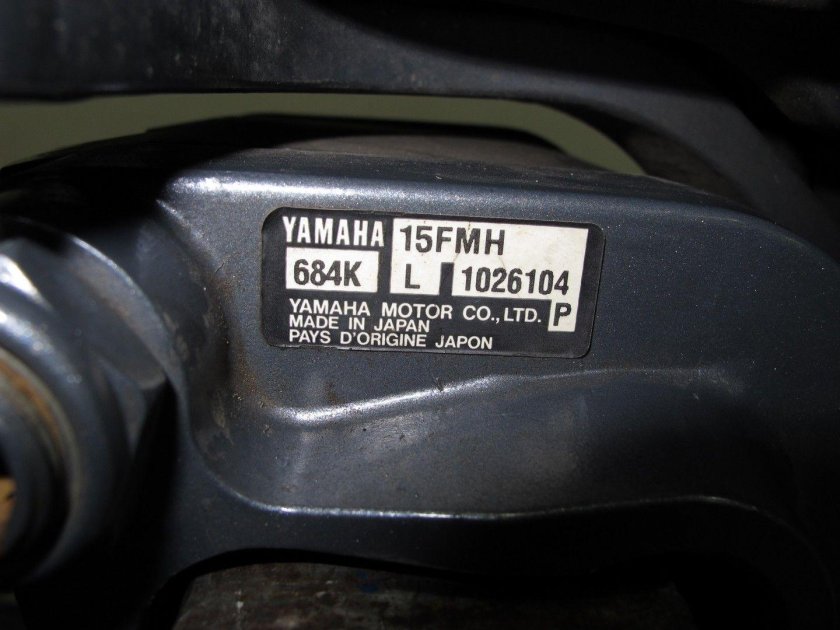 YAMAHA 15FMH
684K L 1026104
YAMAHA MOTOR CO., LTD. P
MADE IN JAPAN
PAYS D'ORIGINE JAPON